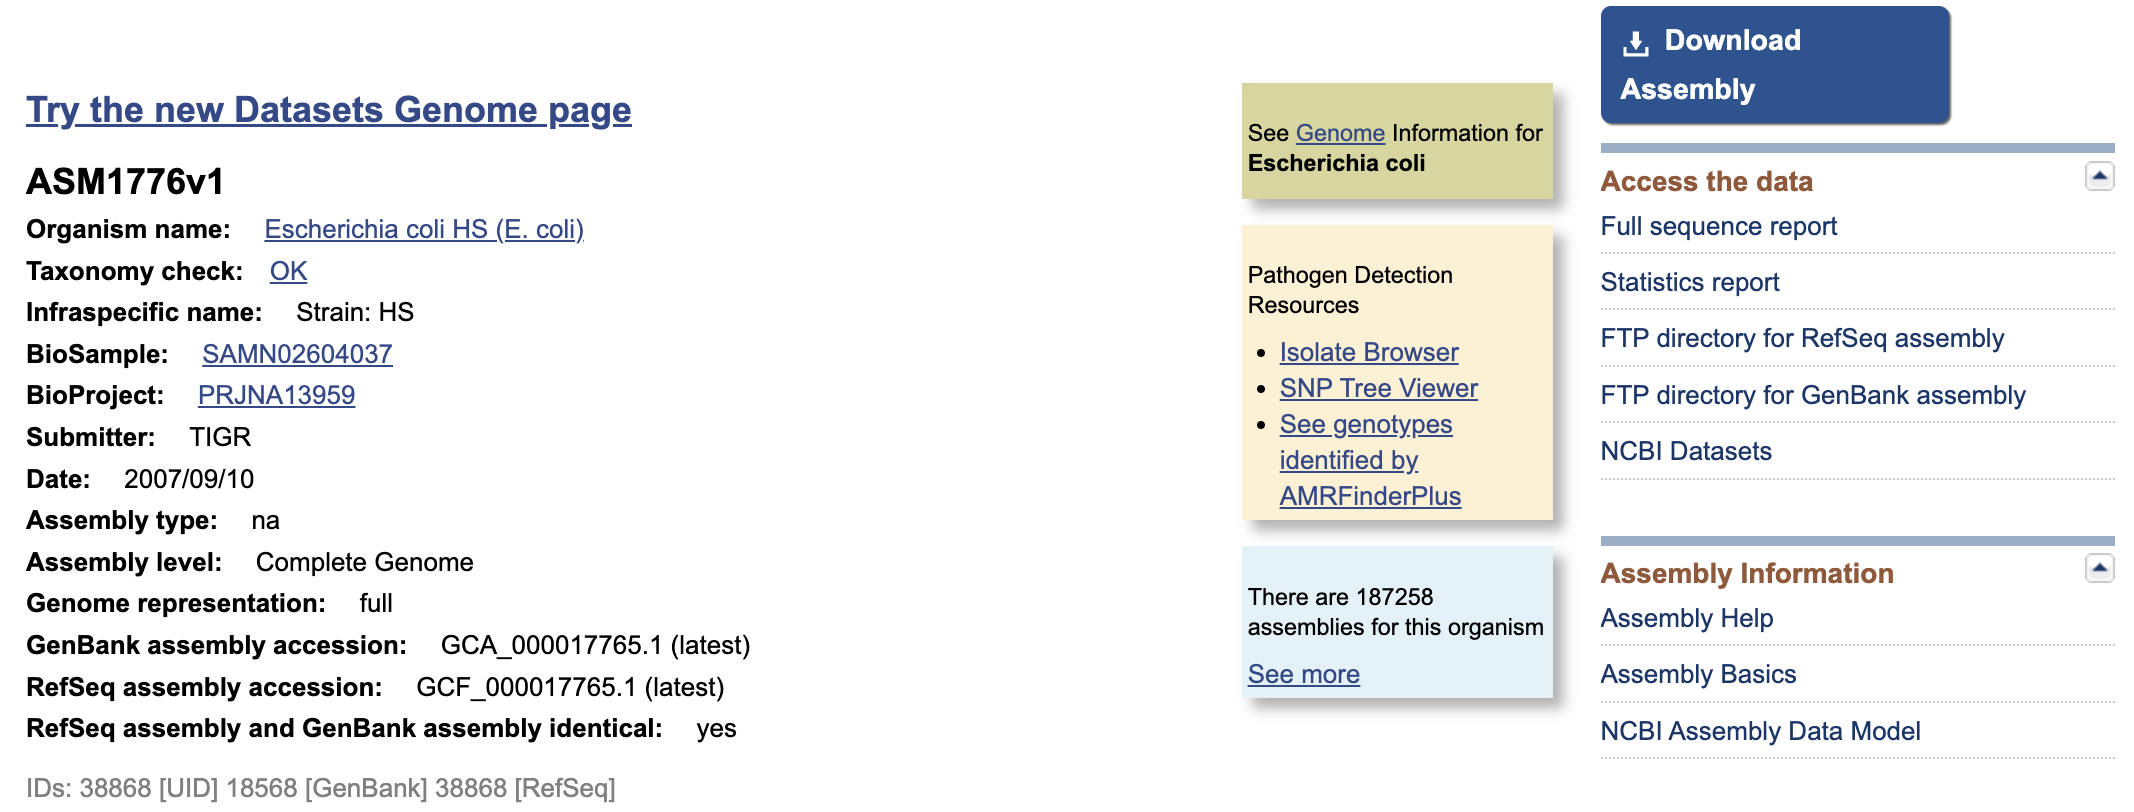 Try the new Datasets Genome page
ASM1776v1
Organism name: Escherichia coli HS (E. coli)
Taxonomy check: OK
Infraspecific name: Strain: HS
BioSample: SAMN02604037
BioProject: PRJNA13959
Submitter: TIGR
Date: 2007/09/10
Assembly type: na
Assembly level: Complete Genome
Genome representation: full
GenBank assembly accession: GCA_000017765.1 (latest)
RefSeq assembly accession: GCF_000017765.1 (latest)
RefSeq assembly and GenBank assembly identical: yes
IDs: 38868 [UID] 18568 [GenBank] 38868 [RefSeq]
See Genome Information for
Escherichia coli
Pathogen Detection
Resources
• Isolate Browser
• SNP Tree Viewer
• See genotypes
identified by
AMRFinderPlus
There are 187258
assemblies for this organism
See more
Download
Assembly
Access the data
Full sequence report
Statistics report
FTP directory for RefSeq assembly
FTP directory for GenBank assembly
NCBI Datasets
Assembly Information
Assembly Help
Assembly Basics
NCBI Assembly Data Model